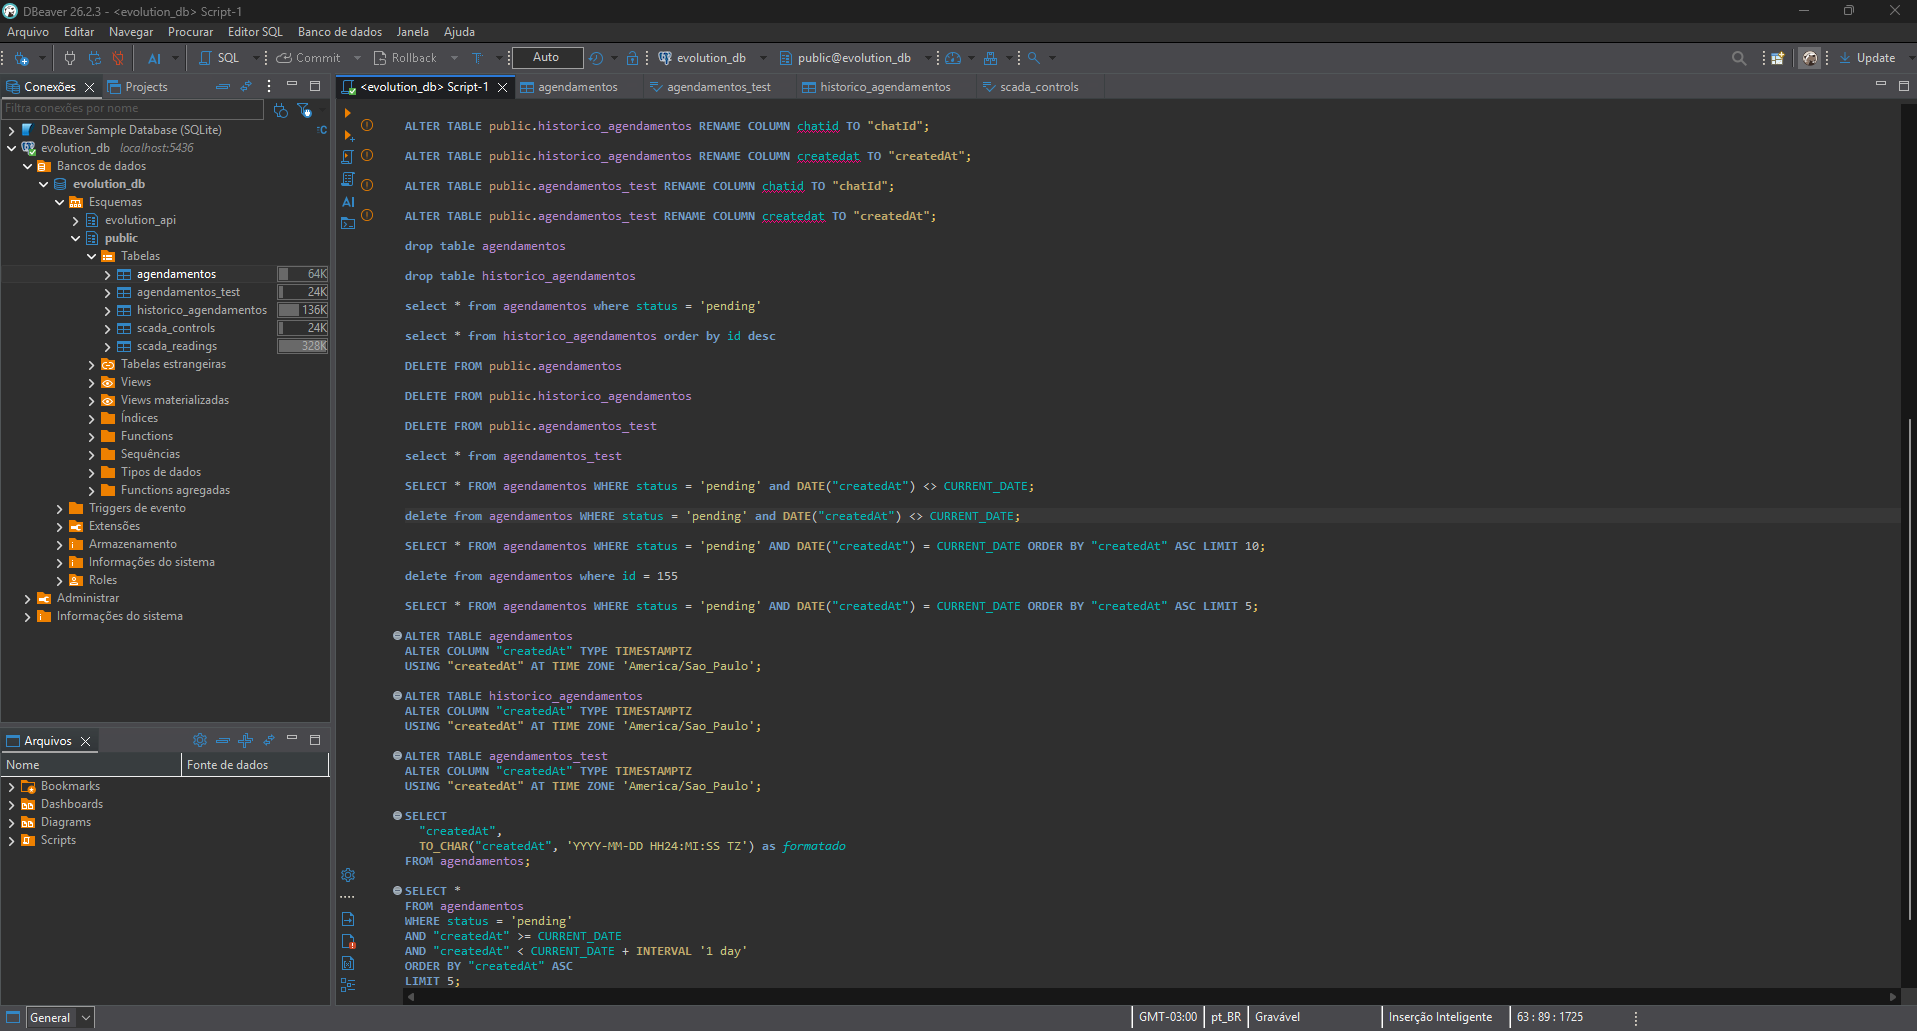 DBeaver 26.2.3 - <evolution_db> Script-1
Arquivo Editar Navegar Procurar Editor SQL Banco de dados Janela Ajuda
AI SQL Commit Rollback T Auto evolution_db public@evolution_db Update
Conexões Projects
Filtra conexões por nome
DBeaver Sample Database (SQLite)
evolution_db localhost:5436
Bancos de dados
evolution_db
Esquemas
evolution_api
public
Tabelas
agendamentos 64K
agendamentos_test 24K
historico_agendamentos 136K
scada_controls 24K
scada_readings 328K
Tabelas estrangeiras
Views
Views materializadas
Índices
Functions
Sequências
Tipos de dados
Functions agregadas
Triggers de evento
Extensões
Armazenamento
Informações do sistema
Roles
Administrar
Informações do sistema
Arquivos
Nome Fonte de dados
Bookmarks
Dashboards
Diagrams
Scripts
<evolution_db> Script-1 agendamentos agendamentos_test historico_agendamentos scada_controls
AI
ALTER TABLE public.historico_agendamentos RENAME COLUMN chatid TO "chatId";
ALTER TABLE public.historico_agendamentos RENAME COLUMN createdat TO "createdAt";
ALTER TABLE public.agendamentos_test RENAME COLUMN chatid TO "chatId";
ALTER TABLE public.agendamentos_test RENAME COLUMN createdat TO "createdAt";
drop table agendamentos
drop table historico_agendamentos
select * from agendamentos where status = 'pending'
select * from historico_agendamentos order by id desc
DELETE FROM public.agendamentos
DELETE FROM public.historico_agendamentos
DELETE FROM public.agendamentos_test
select * from agendamentos_test
SELECT * FROM agendamentos WHERE status = 'pending' and DATE("createdAt") <> CURRENT_DATE;
delete from agendamentos WHERE status = 'pending' and DATE("createdAt") <> CURRENT_DATE;
SELECT * FROM agendamentos WHERE status = 'pending' AND DATE("createdAt") = CURRENT_DATE ORDER BY "createdAt" ASC LIMIT 10;
delete from agendamentos where id = 155
SELECT * FROM agendamentos WHERE status = 'pending' AND DATE("createdAt") = CURRENT_DATE ORDER BY "createdAt" ASC LIMIT 5;
ALTER TABLE agendamentos
ALTER COLUMN "createdAt" TYPE TIMESTAMPTZ
USING "createdAt" AT TIME ZONE 'America/Sao_Paulo';
ALTER TABLE historico_agendamentos
ALTER COLUMN "createdAt" TYPE TIMESTAMPTZ
USING "createdAt" AT TIME ZONE 'America/Sao_Paulo';
ALTER TABLE agendamentos_test
ALTER COLUMN "createdAt" TYPE TIMESTAMPTZ
USING "createdAt" AT TIME ZONE 'America/Sao_Paulo';
SELECT
"createdAt",
TO_CHAR("createdAt", 'YYYY-MM-DD HH24:MI:SS TZ') as formatado
FROM agendamentos;
SELECT *
FROM agendamentos
WHERE status = 'pending'
AND "createdAt" >= CURRENT_DATE
AND "createdAt" < CURRENT_DATE + INTERVAL '1 day'
ORDER BY "createdAt" ASC
LIMIT 5;
General GMT-03:00 pt_BR Gravável Inserção Inteligente 63 : 89 : 1725